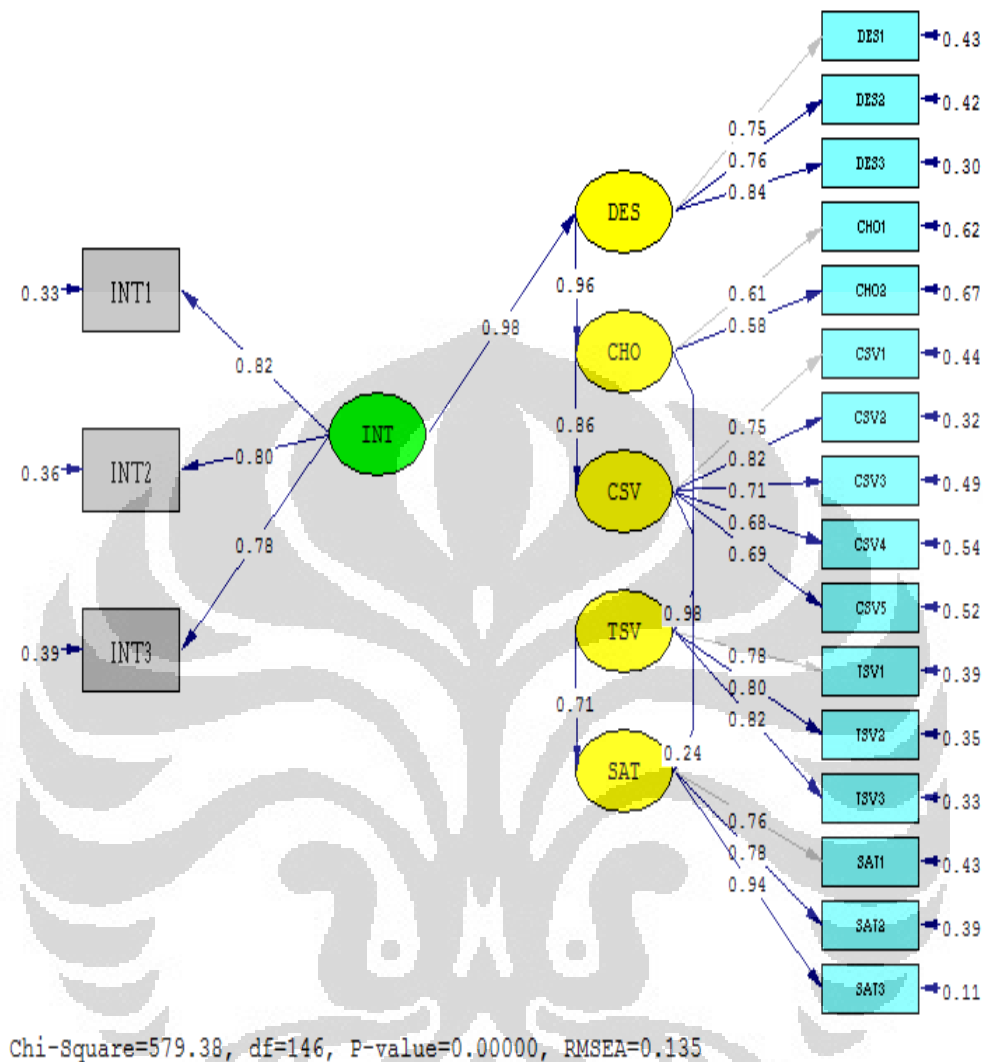 DES1
0.43
DES2
0.42
0.75
0.76
DES3
0.30
0.84
DES
CHO1
0.62
INT1
0.33
0.96
CHO2
0.67
0.61
0.98
0.58
CHO
CSV1
0.44
0.82
CSV2
0.32
0.86
0.75
INT
INT2
0.36
0.80
0.82
CSV3
0.49
CSV
0.71
0.68
CSV4
0.54
0.78
0.69
CSV5
0.52
0.98
TSV
INT3
0.39
0.78
TSV1
0.39
0.80
0.71
0.82
TSV2
0.35
0.24
SAT
TSV3
0.33
0.76
0.78
SAT1
0.43
0.94
SAT2
0.39
SAT3
0.11
Chi-Square=579.38, df=146, P-value=0.00000, RMSEA=0.135